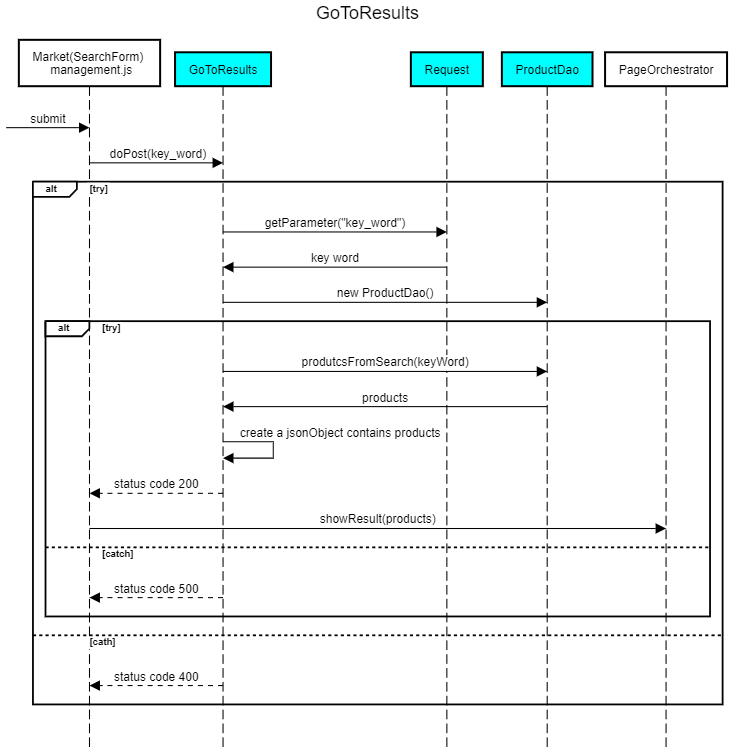 GoToResults
Market(SearchForm)
management.js
GoToResults
Request
ProductDao
PageOrchestrator
submit
doPost(key_word)
alt
[try]
getParameter("key_word")
key word
new ProductDao()
alt
[try]
produtcsFromSearch(keyWord)
products
create a jsonObject contains products
status code 200
showResult(products)
[catch]
status code 500
[cath]
status code 400